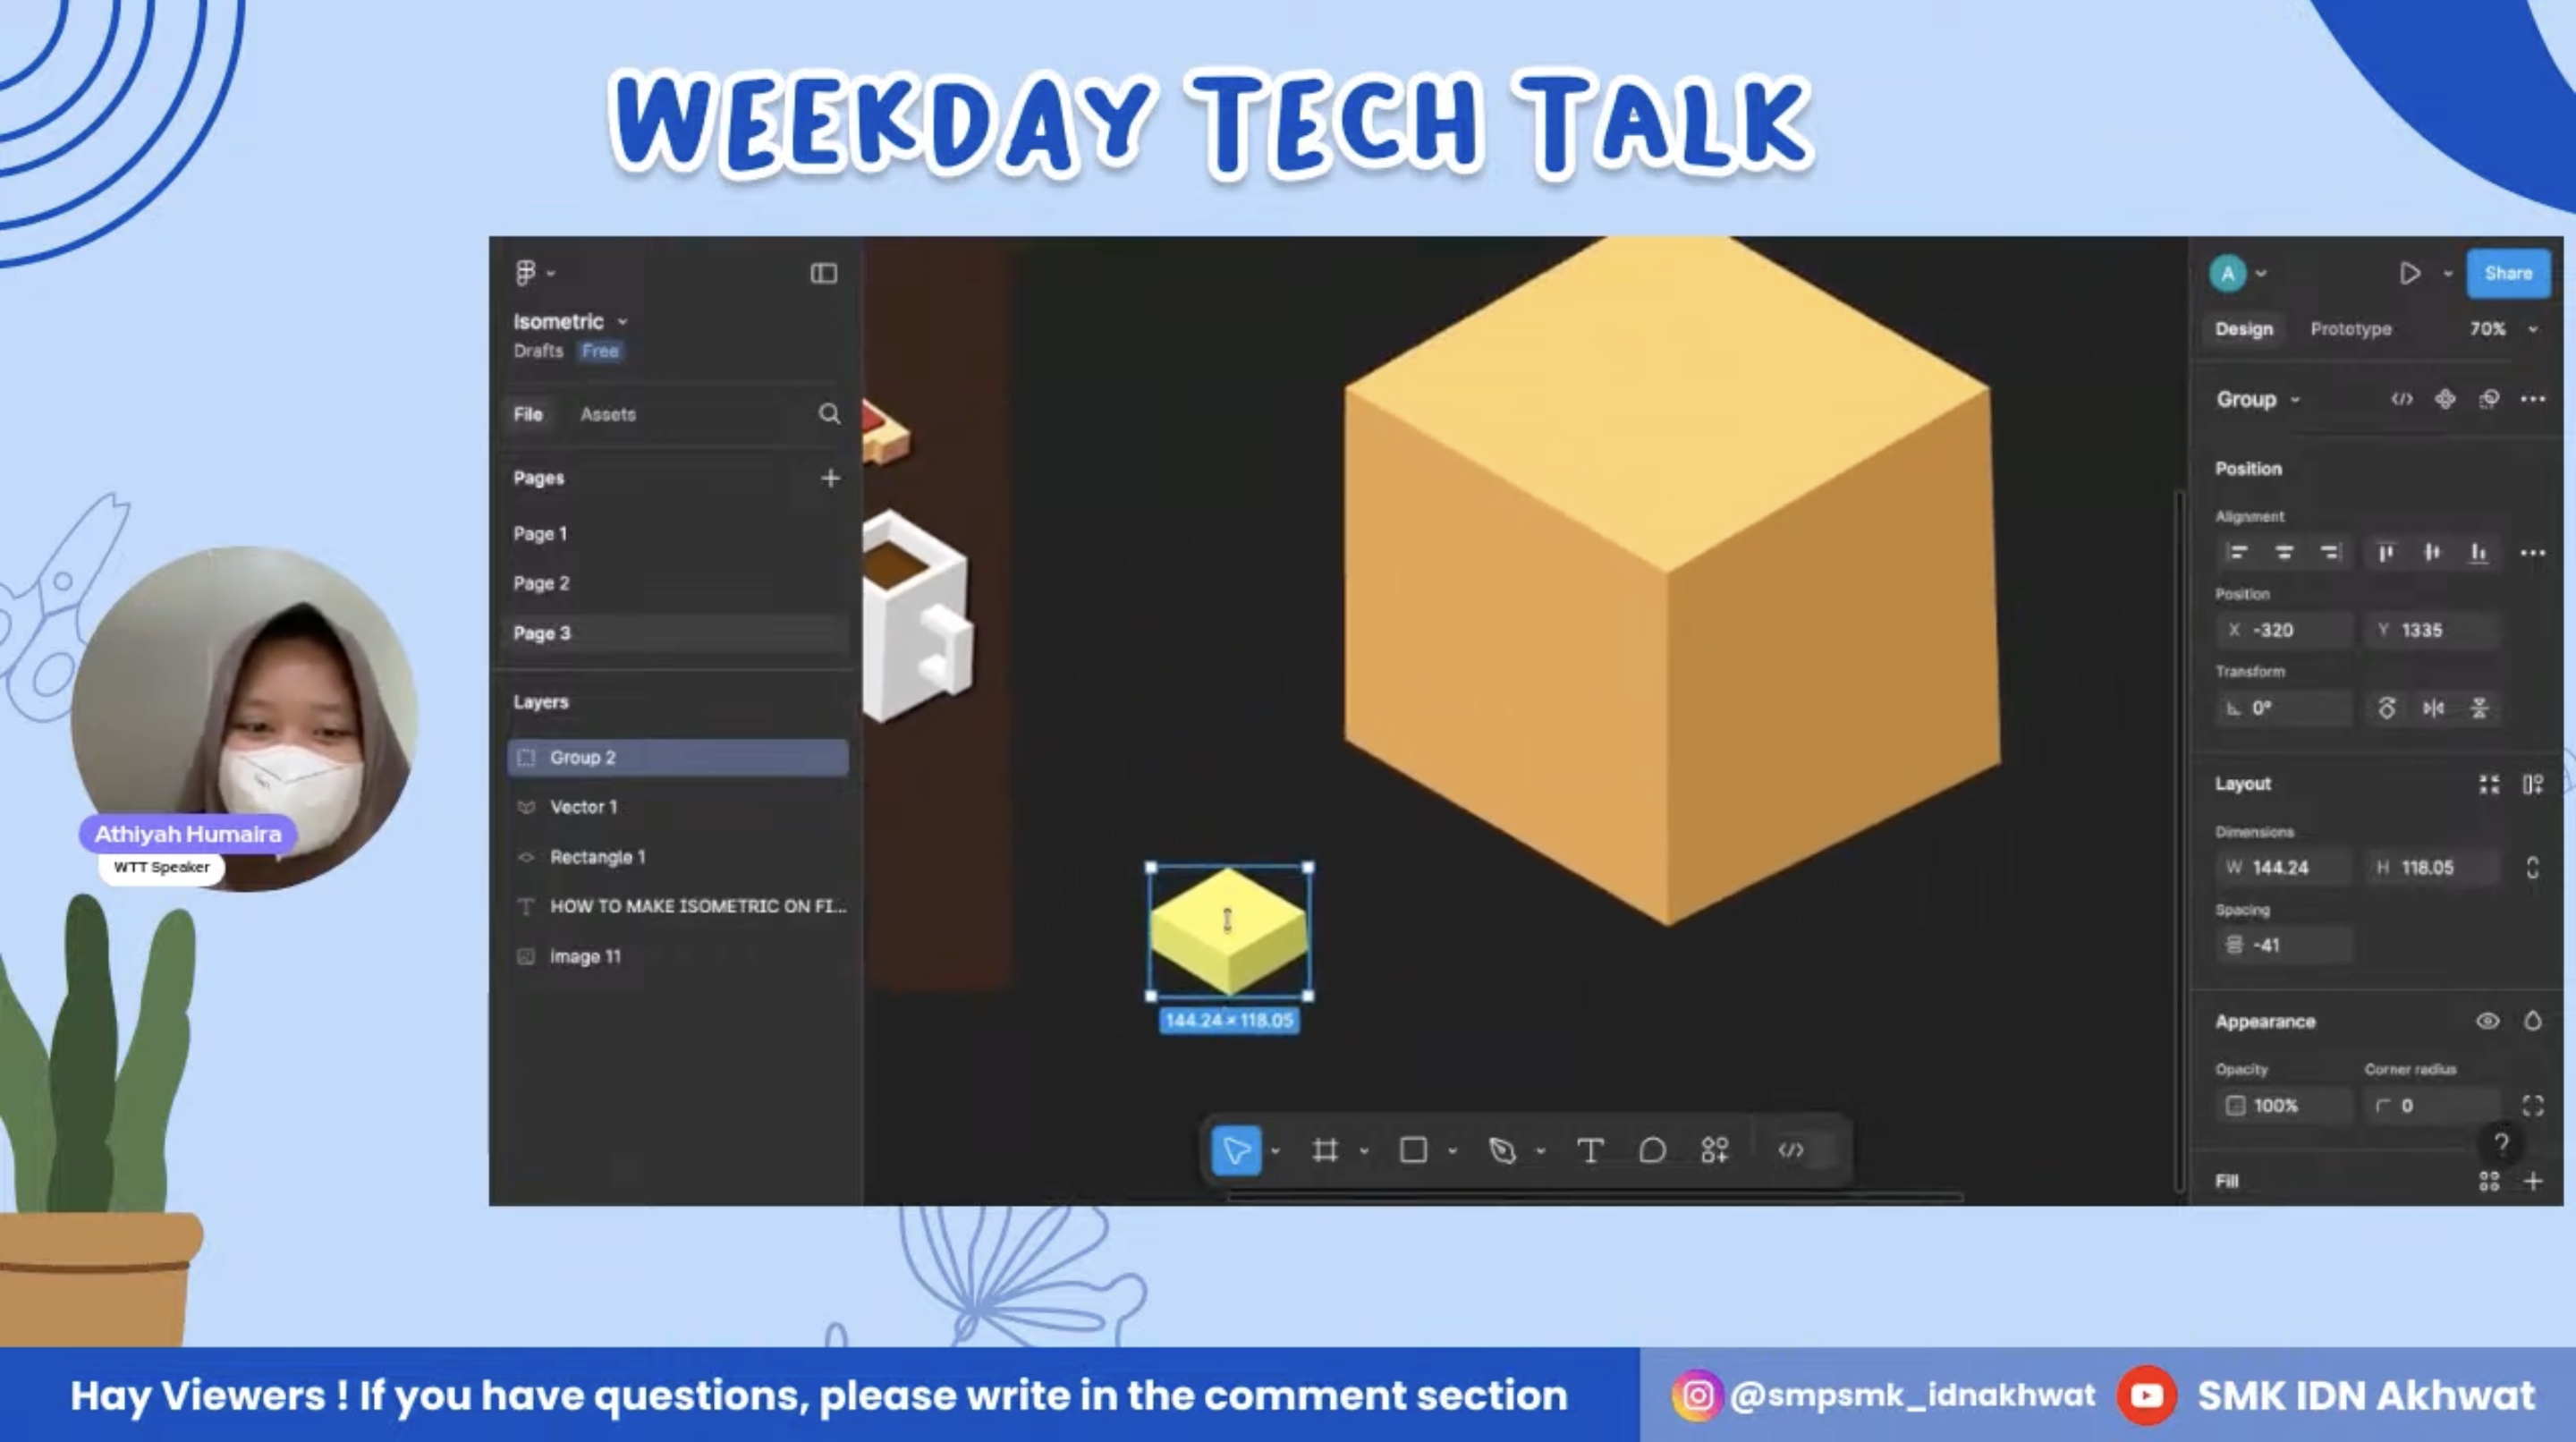 WEEKDAY TECH TALK
Isometric
Drafts Free
File Assets
Pages
Page 1
Page 2
Page 3
Layers
Group 2
Vector 1
Rectangle 1
HOW TO MAKE ISOMETRIC ON FI...
Image 11
144.24 × 118.05
A
Share
Design Prototype 70%
Group
Position
Alignment
Position
X -320 Y 1335
Transform
0°
Layout
Dimensions
W 144.24 H 118.05
Spacing
-41
Appearance
Opacity Corner radius
100% 0
?
Fill
Athiyah Humaira
WTT Speaker
Hay Viewers ! If you have questions, please write in the comment section
@smpsmk_idnakhwat
SMK IDN Akhwat